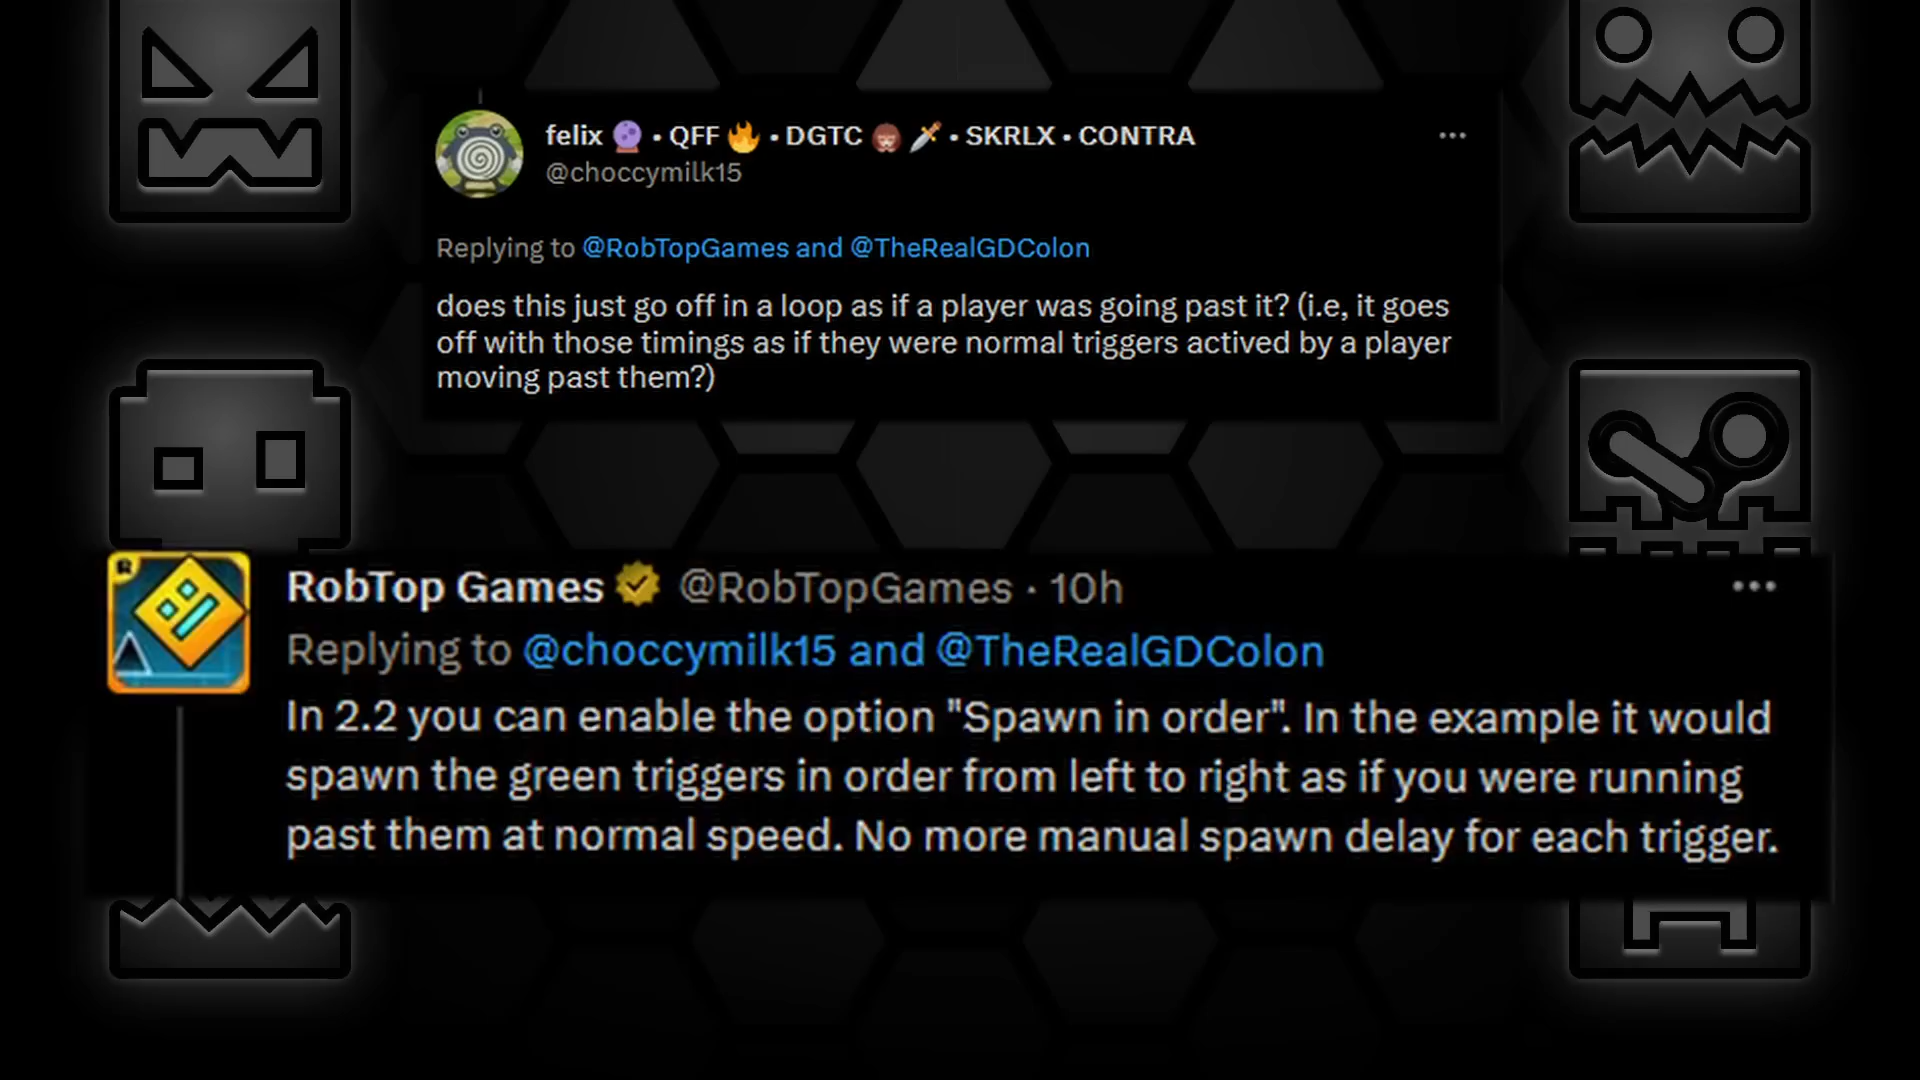 felix 🔮 • QFF 🔥 • DGTC 👩🏽‍🦰 🗡️ • SKRLX • CONTRA
@choccymilk15
Replying to @RobTopGames and @TheRealGDColon
does this just go off in a loop as if a player was going past it? (i.e, it goes
off with those timings as if they were normal triggers actived by a player
moving past them?)
R
RobTop Games @RobTopGames · 10h
Replying to @choccymilk15 and @TheRealGDColon
In 2.2 you can enable the option "Spawn in order". In the example it would
spawn the green triggers in order from left to right as if you were running
past them at normal speed. No more manual spawn delay for each trigger.